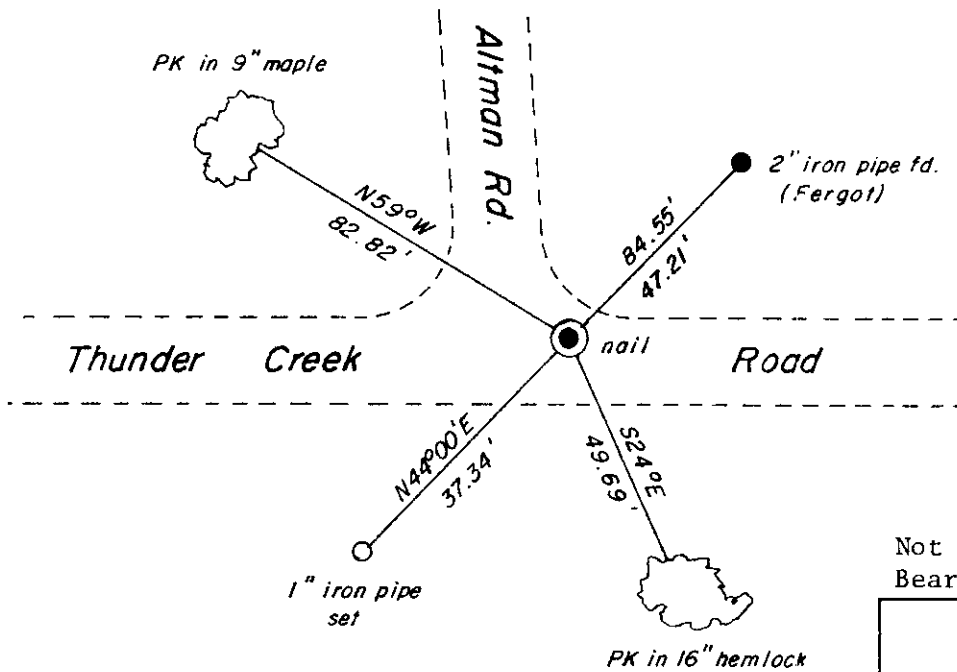 PK in 9" maple
Altman Rd.
2" iron pipe fd.
(Fergot)
N59°W
82.82'
84.55'
47.21'
nail
Thunder Creek Road
N44°00'E
37.34'
S24°E
49.69'
1" iron pipe
set
PK in 16" hemlock
Not
Bear